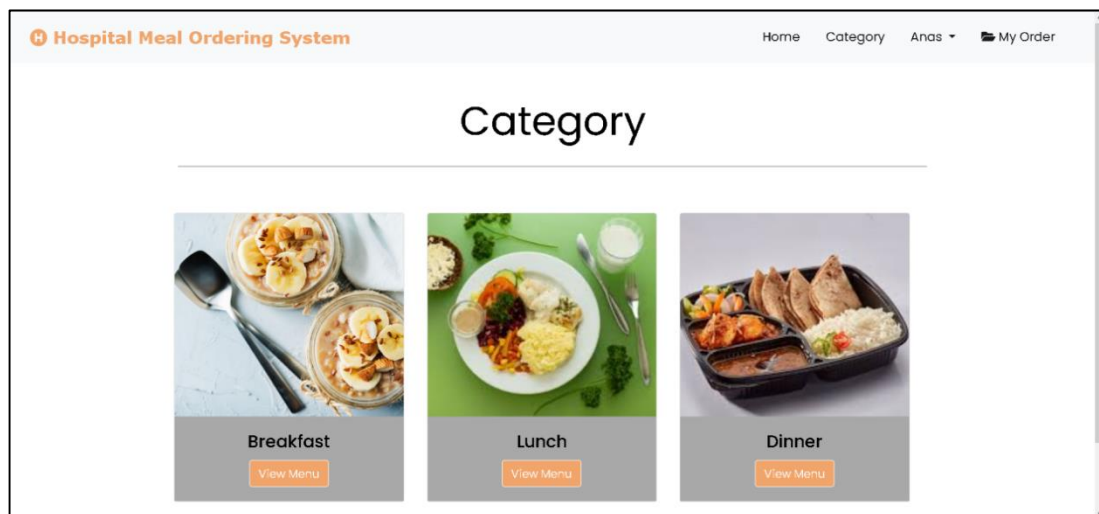 H Hospital Meal Ordering System
Home Category Anas My Order
Category
Breakfast Lunch Dinner
View Menu View Menu View Menu